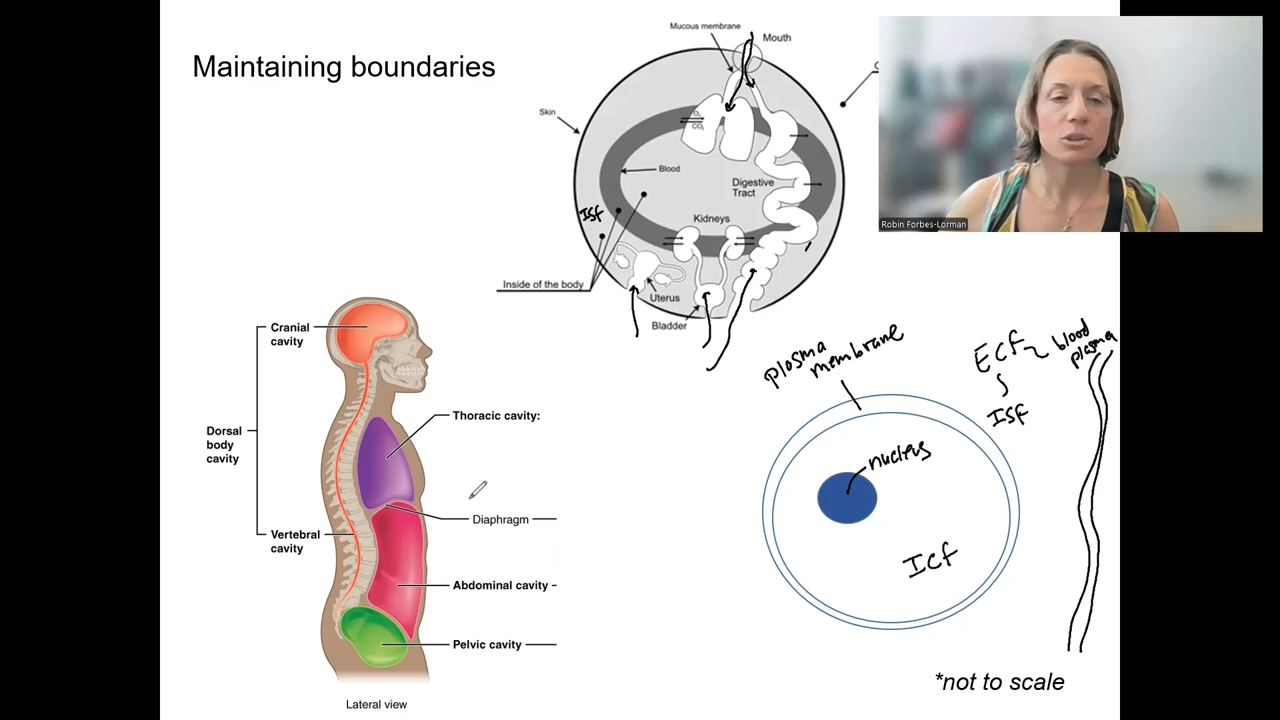 Maintaining boundaries
Mucous membrane
Mouth
Skin
O₂
CO₂
Blood
ISF
Digestive
Tract
Kidneys
Inside of the body
Uterus
Bladder
Robin Forbes-Lorman
Cranial
cavity
Thoracic cavity:
Dorsal
body
cavity
Diaphragm
Vertebral
cavity
Abdominal cavity
Pelvic cavity
Lateral view
plasma
membrane
ECF
blood
plasma
ISF
nucleus
ICF
*not to scale